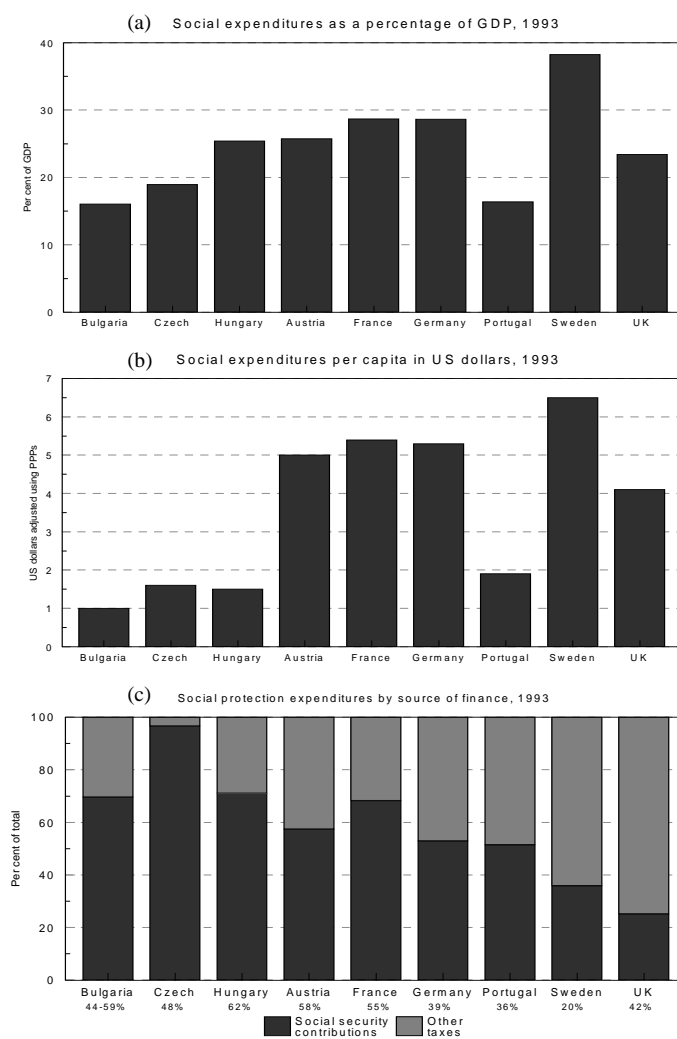 (a) Social expenditures as a percentage of GDP, 1993
Per cent of GDP
40
30
20
10
0
Bulgaria Czech Hungary Austria France Germany Portugal Sweden UK
(b) Social expenditures per capita in US dollars, 1993
US dollars adjusted using PPPs
7
6
5
4
3
2
1
0
Bulgaria Czech Hungary Austria France Germany Portugal Sweden UK
(c) Social protection expenditures by source of finance, 1993
Per cent of total
100
80
60
40
20
0
Bulgaria Czech Hungary Austria France Germany Portugal Sweden UK
44-59% 48% 62% 58% 55% 39% 36% 20% 42%
Social security contributions
Other taxes